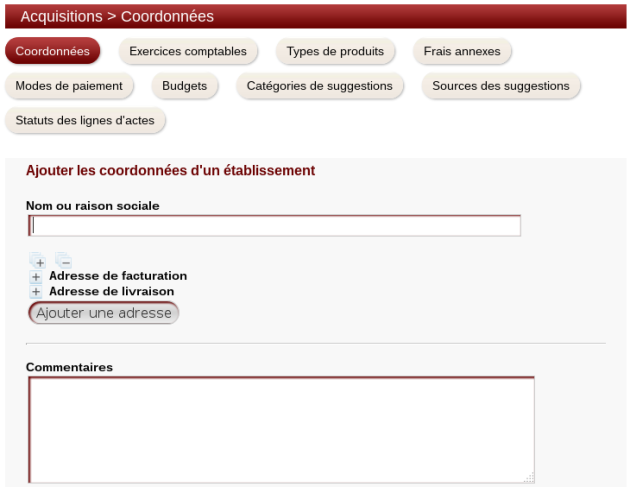 Acquisitions > Coordonnées
Coordonnées Exercices comptables Types de produits Frais annexes
Modes de paiement Budgets Catégories de suggestions Sources des suggestions
Statuts des lignes d'actes
Ajouter les coordonnées d'un établissement
Nom ou raison sociale
Adresse de facturation
Adresse de livraison
Ajouter une adresse
Commentaires